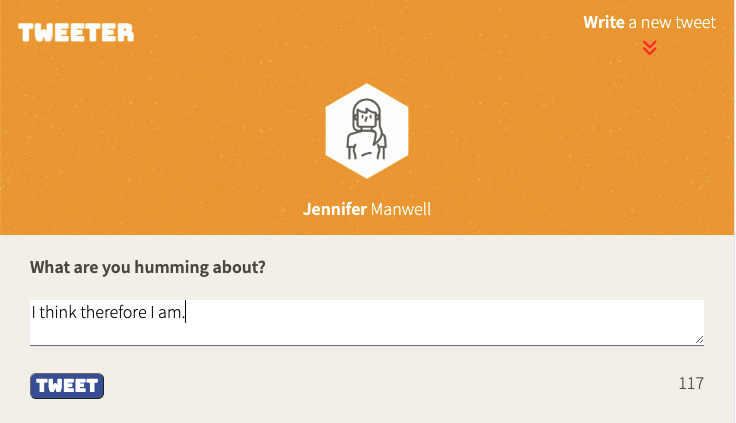 TWEETER
Write a new tweet
Jennifer Manwell
What are you humming about?
I think therefore I am.
TWEET
117